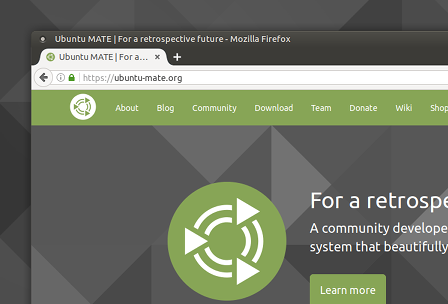 Ubuntu MATE | For a retrospective future - Mozilla Firefox
Ubuntu MATE | For a...
https://ubuntu-mate.org
About Blog Community Download Team Donate Wiki Shop
For a retrospe
A community develope
system that beautifully
Learn more